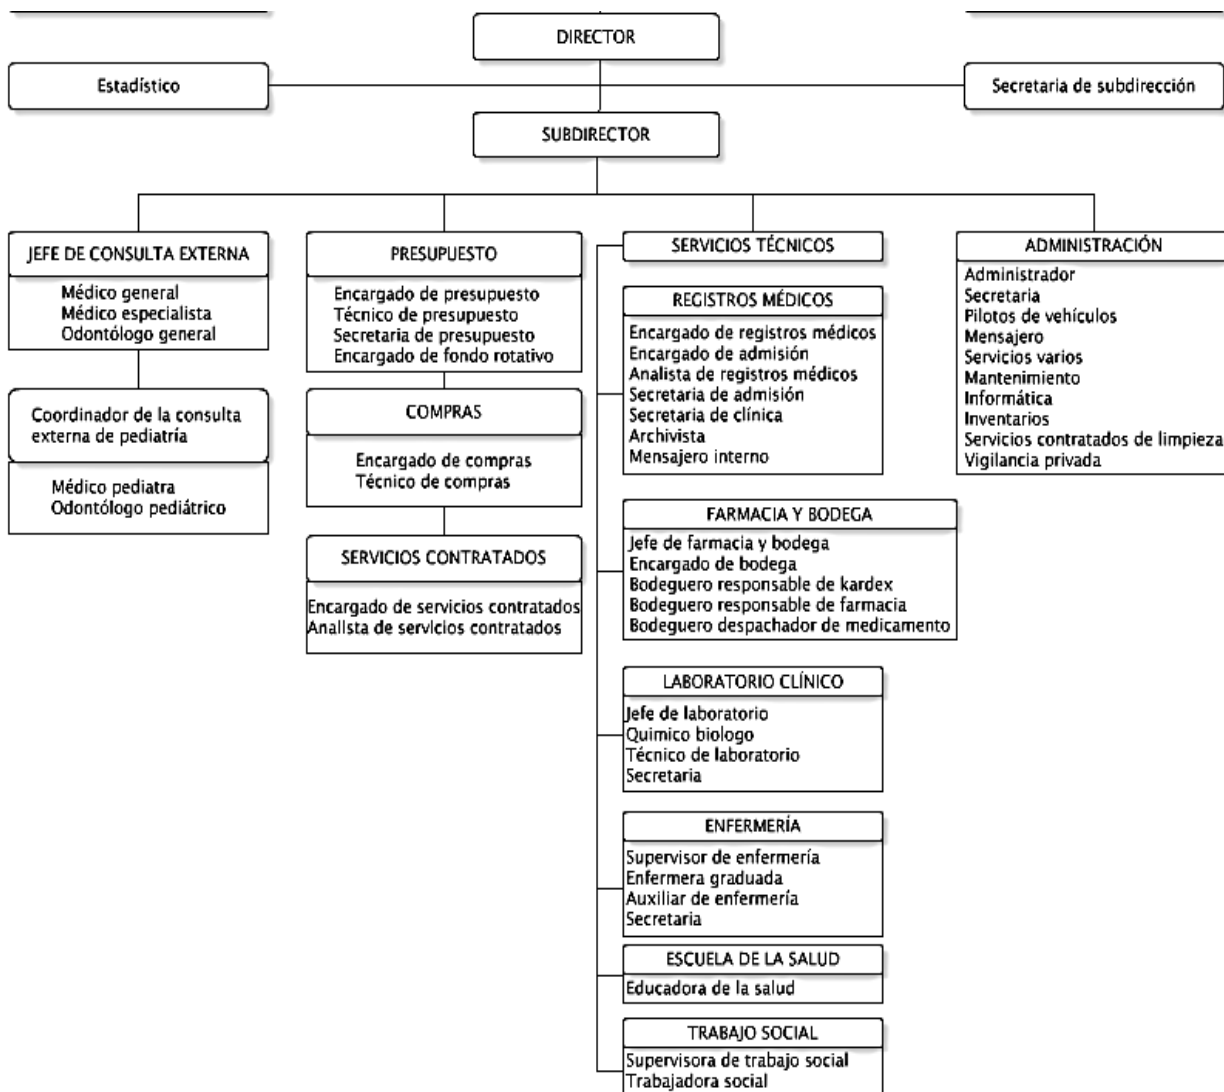 DIRECTOR
Estadístico
Secretaria de subdirección
SUBDIRECTOR
JEFE DE CONSULTA EXTERNA
Médico general
Médico especialista
Odontólogo general
Coordinador de la consulta
externa de pediatría
Médico pediatra
Odontólogo pediátrico
PRESUPUESTO
Encargado de presupuesto
Técnico de presupuesto
Secretaria de presupuesto
Encargado de fondo rotativo
COMPRAS
Encargado de compras
Técnico de compras
SERVICIOS CONTRATADOS
Encargado de servicios contratados
Analista de servicios contratados
SERVICIOS TÉCNICOS
REGISTROS MÉDICOS
Encargado de registros médicos
Encargado de admisión
Analista de registros médicos
Secretaria de admisión
Secretaria de clínica
Archivista
Mensajero interno
FARMACIA Y BODEGA
Jefe de farmacia y bodega
Encargado de bodega
Bodeguero responsable de kardex
Bodeguero responsable de farmacia
Bodeguero despachador de medicamento
LABORATORIO CLÍNICO
Jefe de laboratorio
Quimico biologo
Técnico de laboratorio
Secretaria
ENFERMERÍA
Supervisor de enfermería
Enfermera graduada
Auxiliar de enfermería
Secretaria
ESCUELA DE LA SALUD
Educadora de la salud
TRABAJO SOCIAL
Supervisora de trabajo social
Trabajadora social
ADMINISTRACIÓN
Administrador
Secretaria
Pilotos de vehículos
Mensajero
Servicios varios
Mantenimiento
Informática
Inventarios
Servicios contratados de limpieza
Vigilancia privada